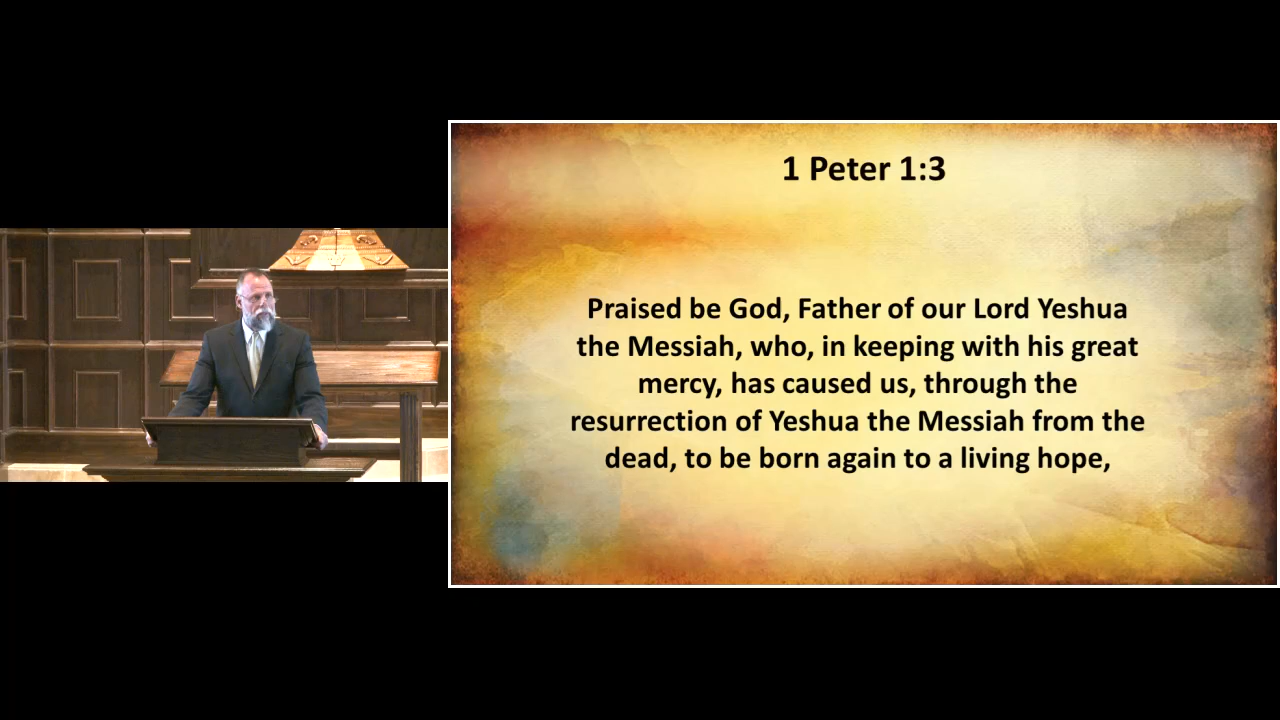 1 Peter 1:3
Praised be God, Father of our Lord Yeshua
the Messiah, who, in keeping with his great
mercy, has caused us, through the
resurrection of Yeshua the Messiah from the
dead, to be born again to a living hope,